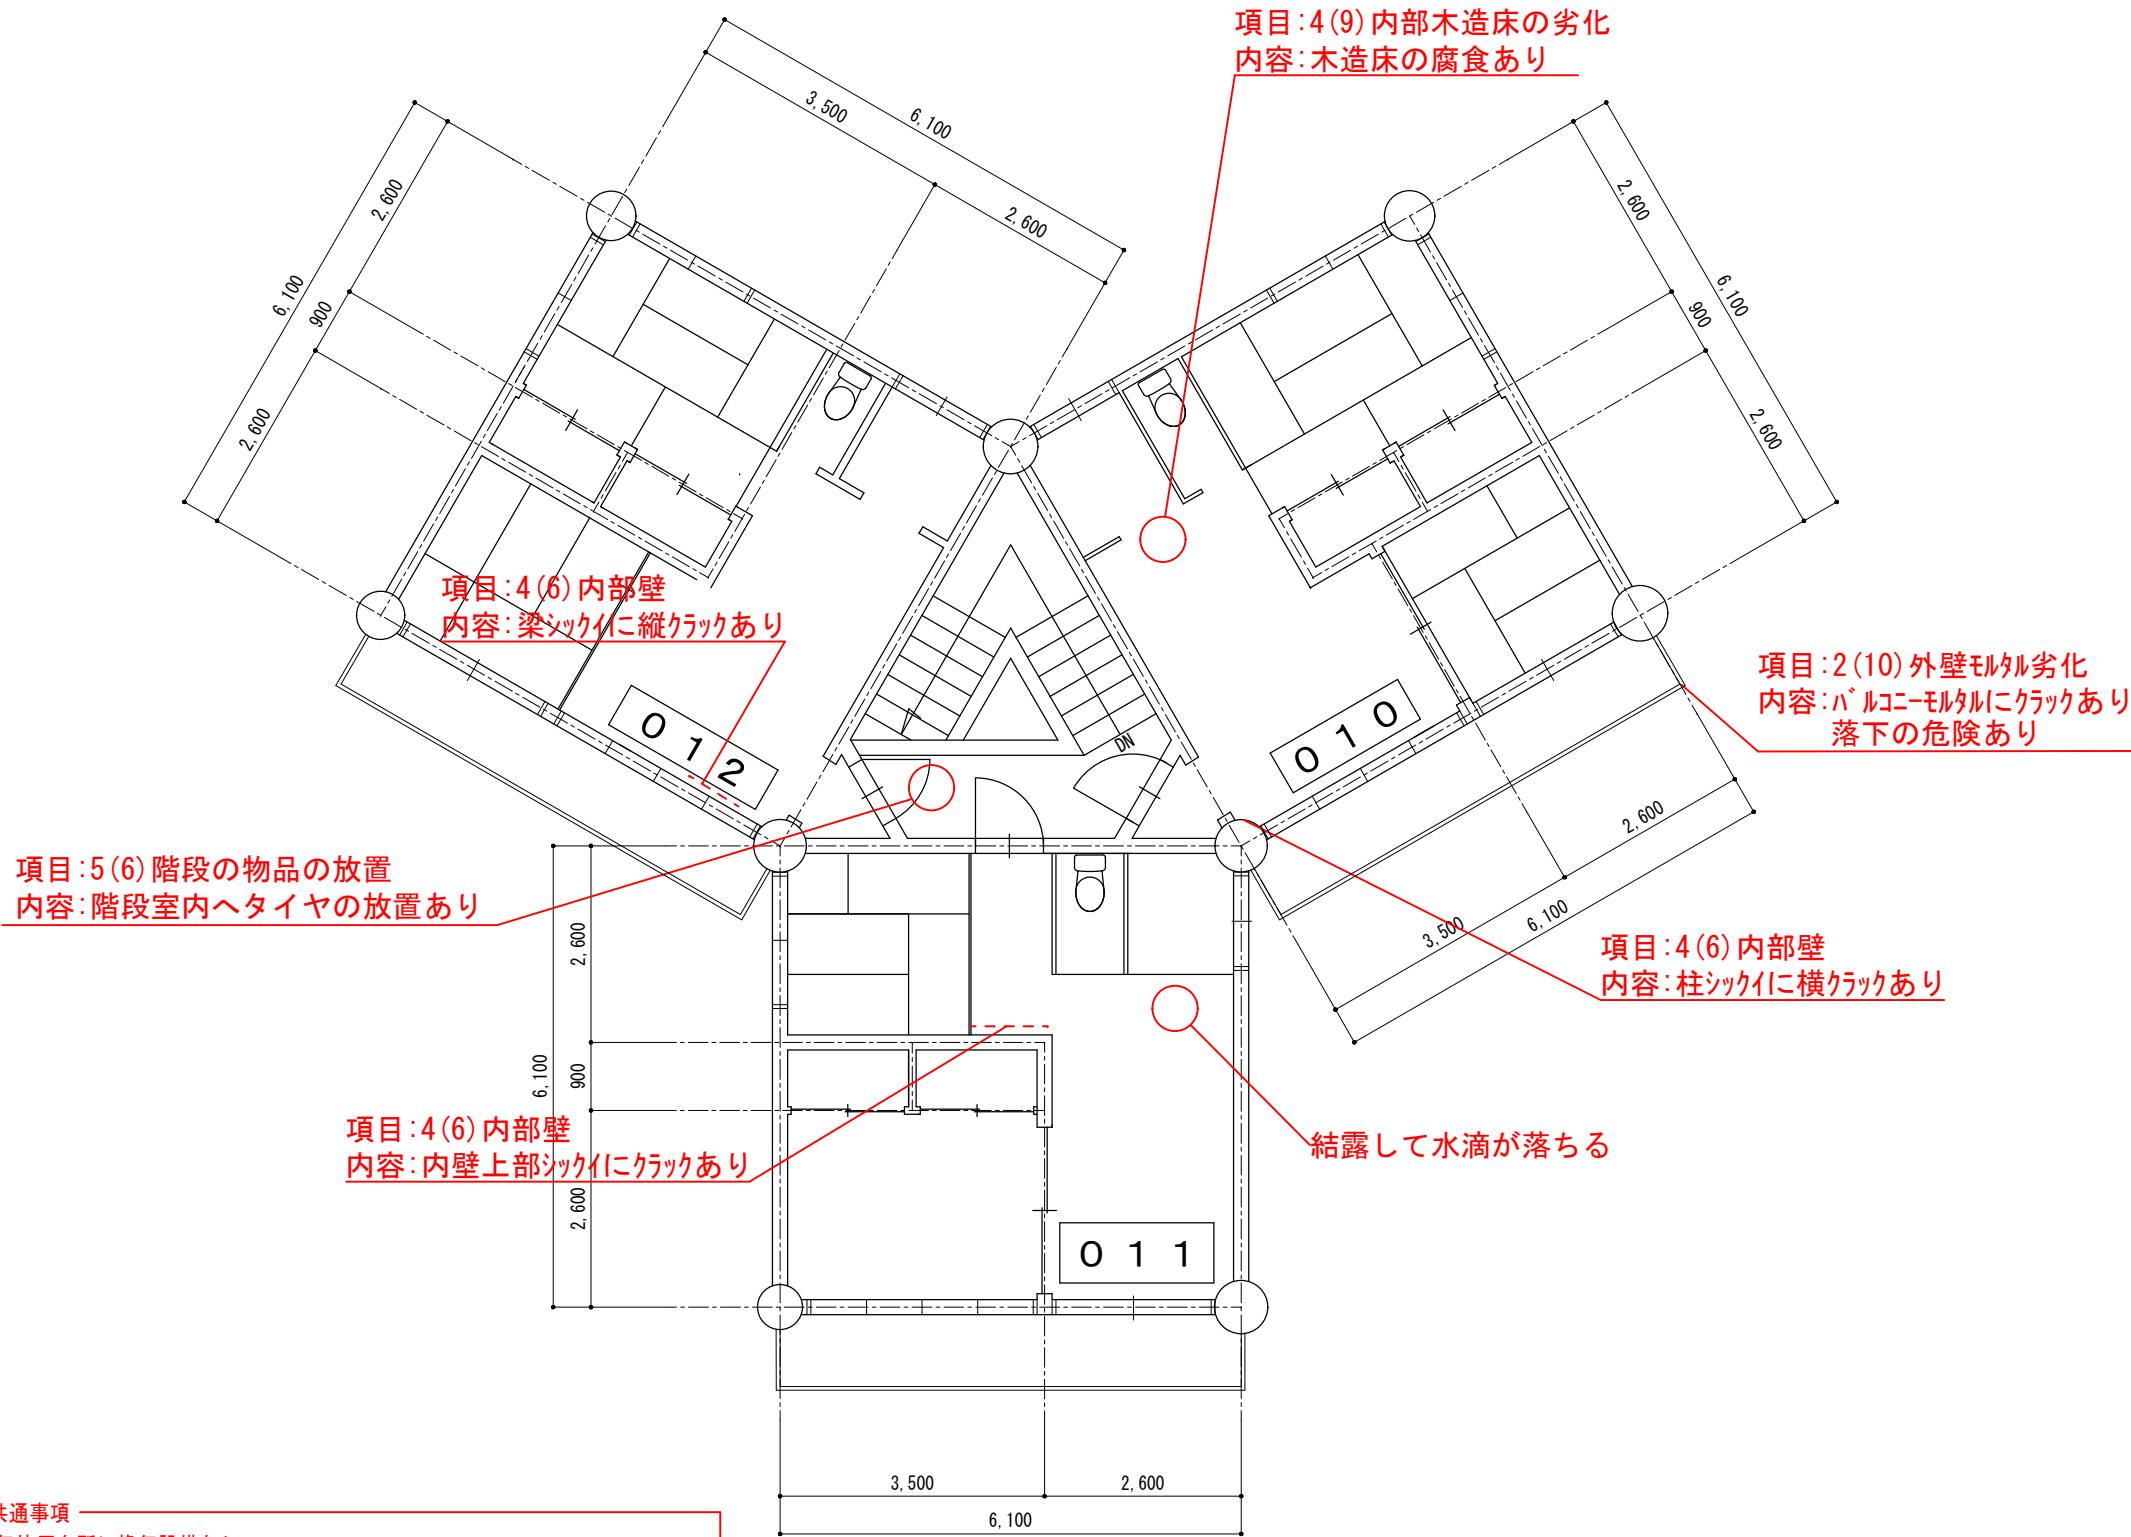 項目:4(9)内部木造床の劣化
内容:木造床の腐食あり
3,500
6,100
2,600
2,600
900
6,100
2,600
2,600
900
6,100
2,600
項目:4(6)内部壁
内容:梁シックイに縦クラックあり
012
DN
010
項目:2(10)外壁モルタル劣化
内容:バルコニーモルタルにクラックあり
落下の危険あり
2,600
3,500
6,100
項目:5(6)階段の物品の放置
内容:階段室内へタイヤの放置あり
項目:4(6)内部壁
内容:柱シックイに横クラックあり
2,600
900
6,100
2,600
項目:4(6)内部壁
内容:内壁上部シックイにクラックあり
結露して水滴が落ちる
011
3,500
2,600
6,100
共通事項